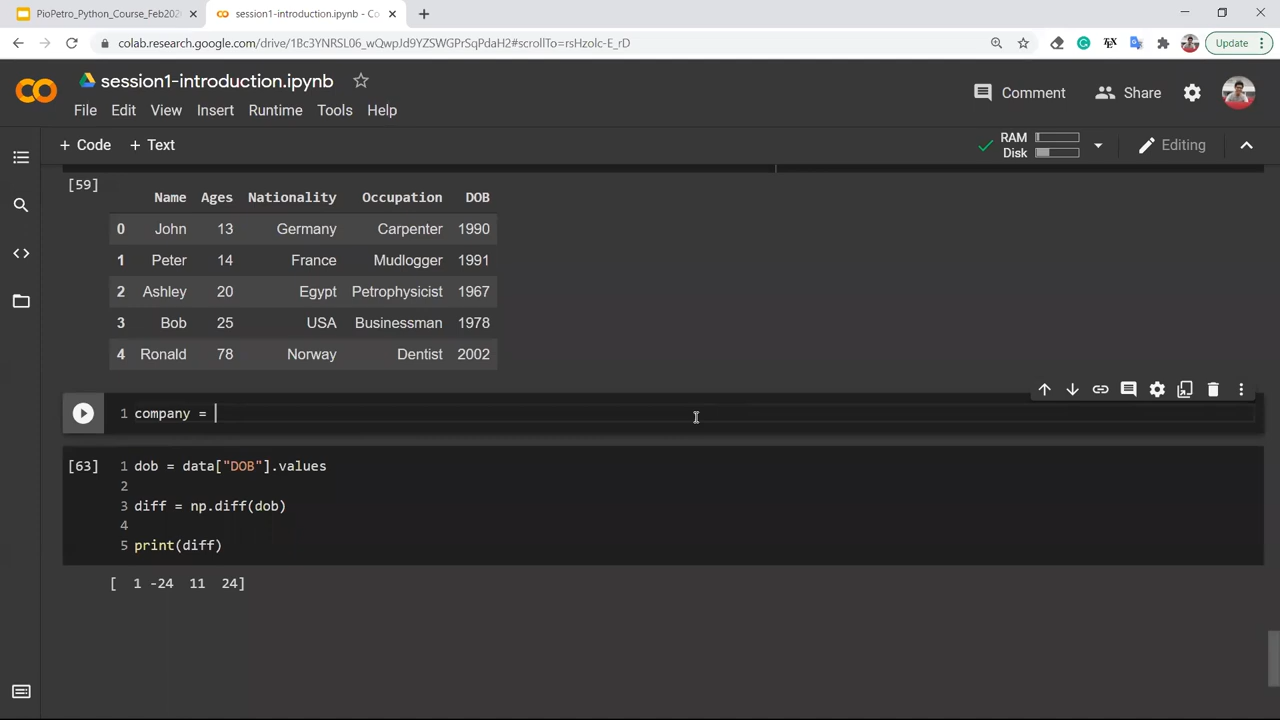 PioPetro_Python_Course_Feb202
session1-introduction.ipynb - Co
colab.research.google.com/drive/1Bc3YNRSL06_wQwpJd9YZSWGPrSqPdaH2#scrollTo=rsHzolc-E_rD
Update
session1-introduction.ipynb
Comment
Share
File Edit View Insert Runtime Tools Help
+ Code + Text
RAM
Disk
Editing
[59]
Name Ages Nationality Occupation DOB
0 John 13 Germany Carpenter 1990
1 Peter 14 France Mudlogger 1991
2 Ashley 20 Egypt Petrophysicist 1967
3 Bob 25 USA Businessman 1978
4 Ronald 78 Norway Dentist 2002
1 company =
[63] 1 dob = data["DOB"].values
2
3 diff = np.diff(dob)
4
5 print(diff)
[ 1 -24 11 24]